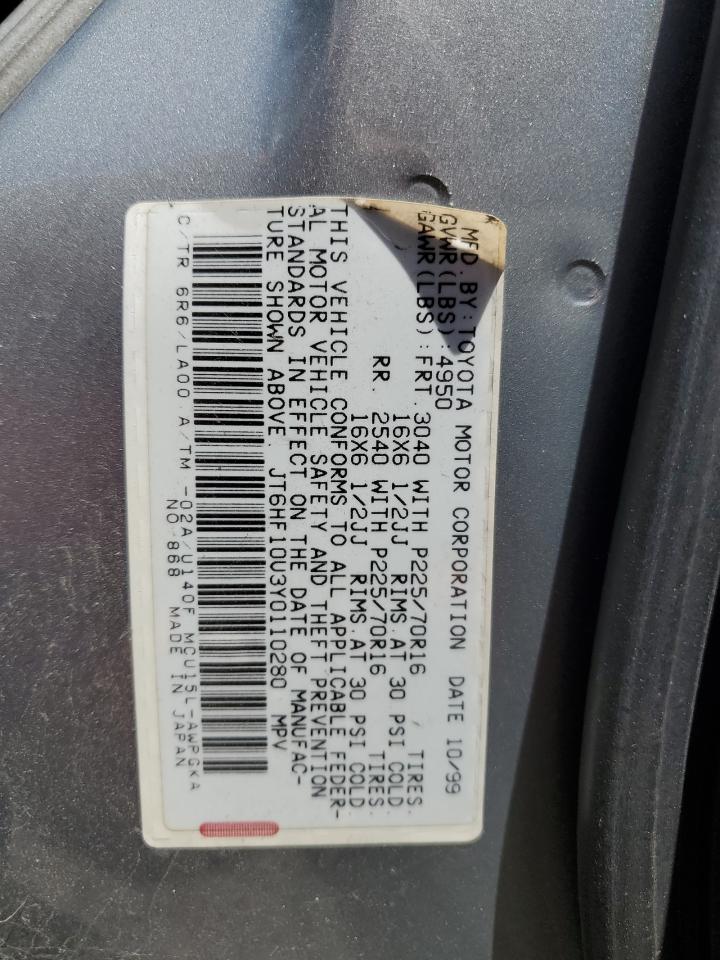 MFD. BY: TOYOTA MOTOR CORPORATION DATE 10/99
GVWR(LBS):4950
GAWR(LBS):FRT.3040 WITH P225/70R16 TIRES.
16X6 1/2JJ RIMS.AT 30 PSI COLD.
RR. 2540 WITH P225/70R16 TIRES.
16X6 1/2JJ RIMS.AT 30 PSI COLD
THIS VEHICLE CONFORMS TO ALL APPLICABLE FEDER-
AL MOTOR VEHICLE SAFETY AND THEFT PREVENTION
STANDARDS IN EFFECT ON THE DATE OF MANUFAC-
TURE SHOWN ABOVE. JT6HF10U3Y0110280 MPV
C/TR 6R6/LA00 A/TM -02A/U140F MCU15L-AWPGKA
NO.868 MADE IN JAPAN